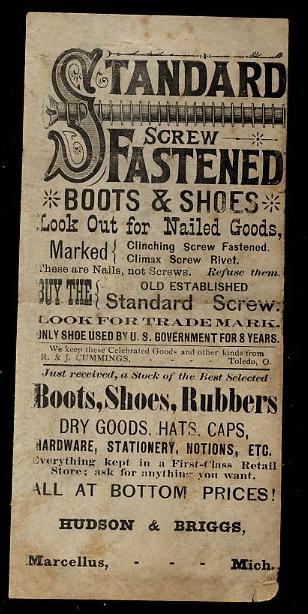 STANDARD
SCREW
FASTENED
BOOTS & SHOES
Look Out for Nailed Goods,
Marked { Clinching Screw Fastened.
Climax Screw Rivet.
These are Nails, not Screws. Refuse them.
BUY THE { OLD ESTABLISHED
Standard Screw.
LOOK FOR TRADE MARK.
ONLY SHOE USED BY U. S. GOVERNMENT FOR 8 YEARS.
We keep these Celebrated Goods and other kinds from
R. & J. CUMMINGS, Toledo, O.
Just received, a Stock of the Best Selected
Boots, Shoes, Rubbers
DRY GOODS, HATS, CAPS,
HARDWARE, STATIONERY, NOTIONS, ETC.
Everything kept in a First-Class Retail
Store; ask for anything you want.
ALL AT BOTTOM PRICES!
HUDSON & BRIGGS,
Marcellus, - - - Mich.